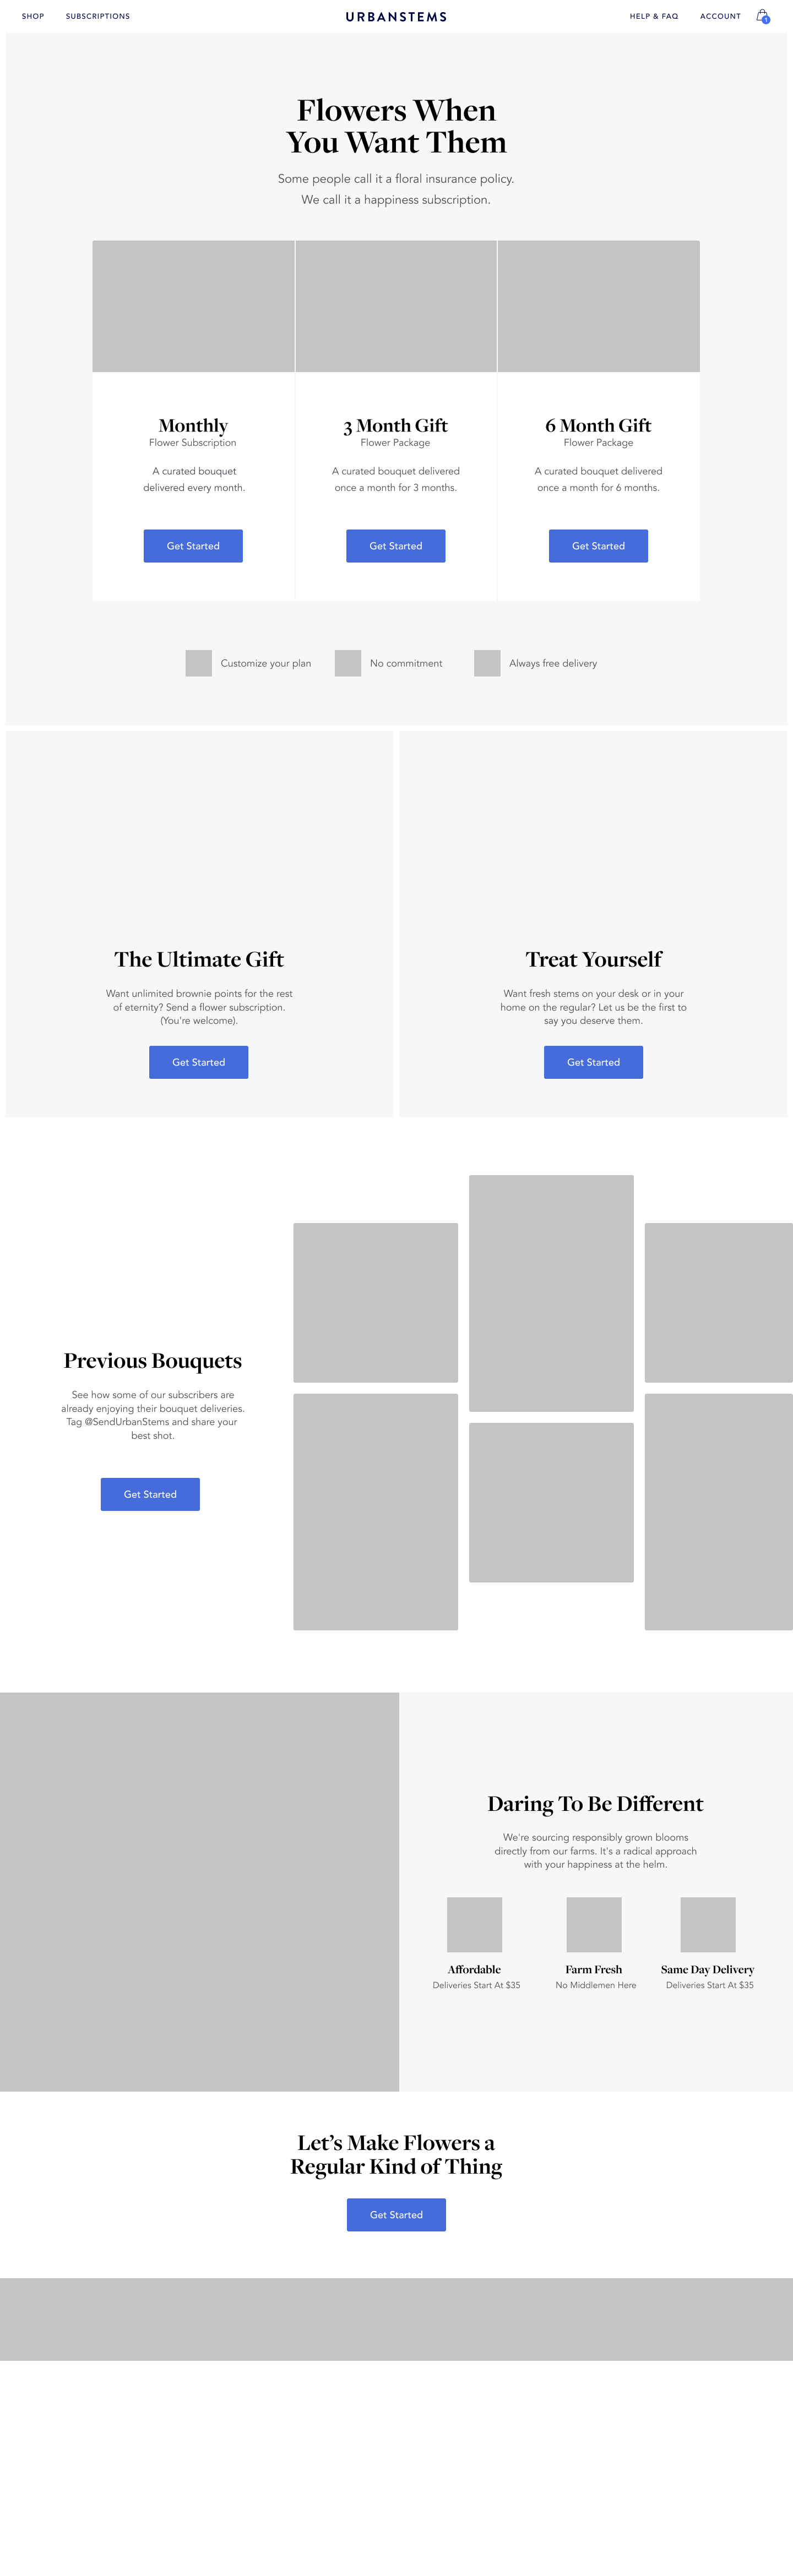 SHOP SUBSCRIPTIONS URBANSTEMS HELP & FAQ ACCOUNT 1
Flowers When
You Want Them
Some people call it a floral insurance policy.
We call it a happiness subscription.
Monthly
Flower Subscription
A curated bouquet
delivered every month.
Get Started
3 Month Gift
Flower Package
A curated bouquet delivered
once a month for 3 months.
Get Started
6 Month Gift
Flower Package
A curated bouquet delivered
once a month for 6 months.
Get Started
Customize your plan
No commitment
Always free delivery
The Ultimate Gift
Want unlimited brownie points for the rest
of eternity? Send a flower subscription.
(You're welcome).
Get Started
Treat Yourself
Want fresh stems on your desk or in your
home on the regular? Let us be the first to
say you deserve them.
Get Started
Previous Bouquets
See how some of our subscribers are
already enjoying their bouquet deliveries.
Tag @SendUrbanStems and share your
best shot.
Get Started
Daring To Be Different
We're sourcing responsibly grown blooms
directly from our farms. It's a radical approach
with your happiness at the helm.
Affordable
Deliveries Start At $35
Farm Fresh
No Middlemen Here
Same Day Delivery
Deliveries Start At $35
Let’s Make Flowers a
Regular Kind of Thing
Get Started